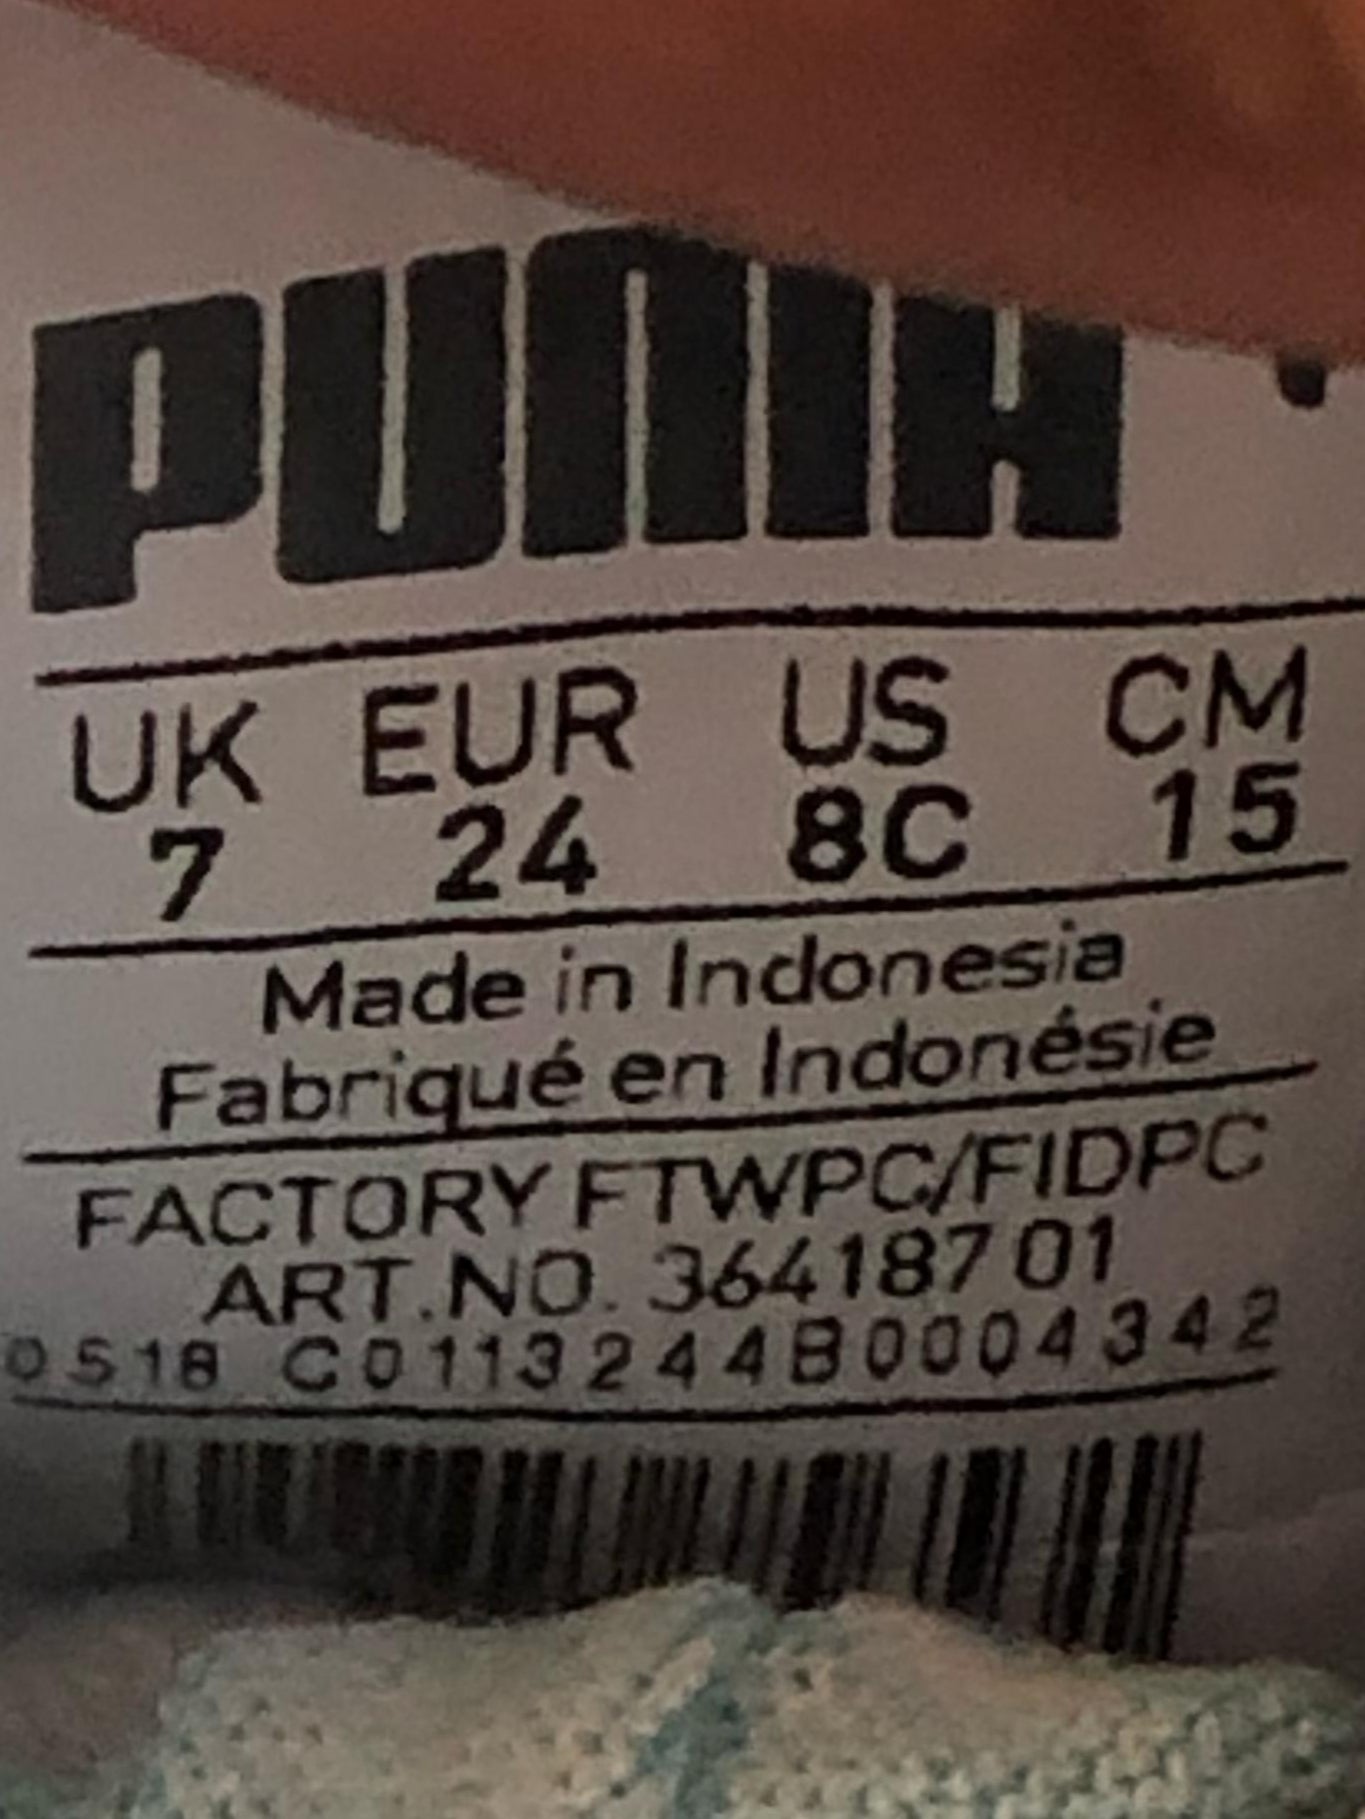 PUMA
UK EUR US CM
7 24 8C 15
Made in Indonesia
Fabriqué en Indonésie
FACTORY FTWPC/FIDPC
ART.NO. 364187 01
0518 C0113244B0004342